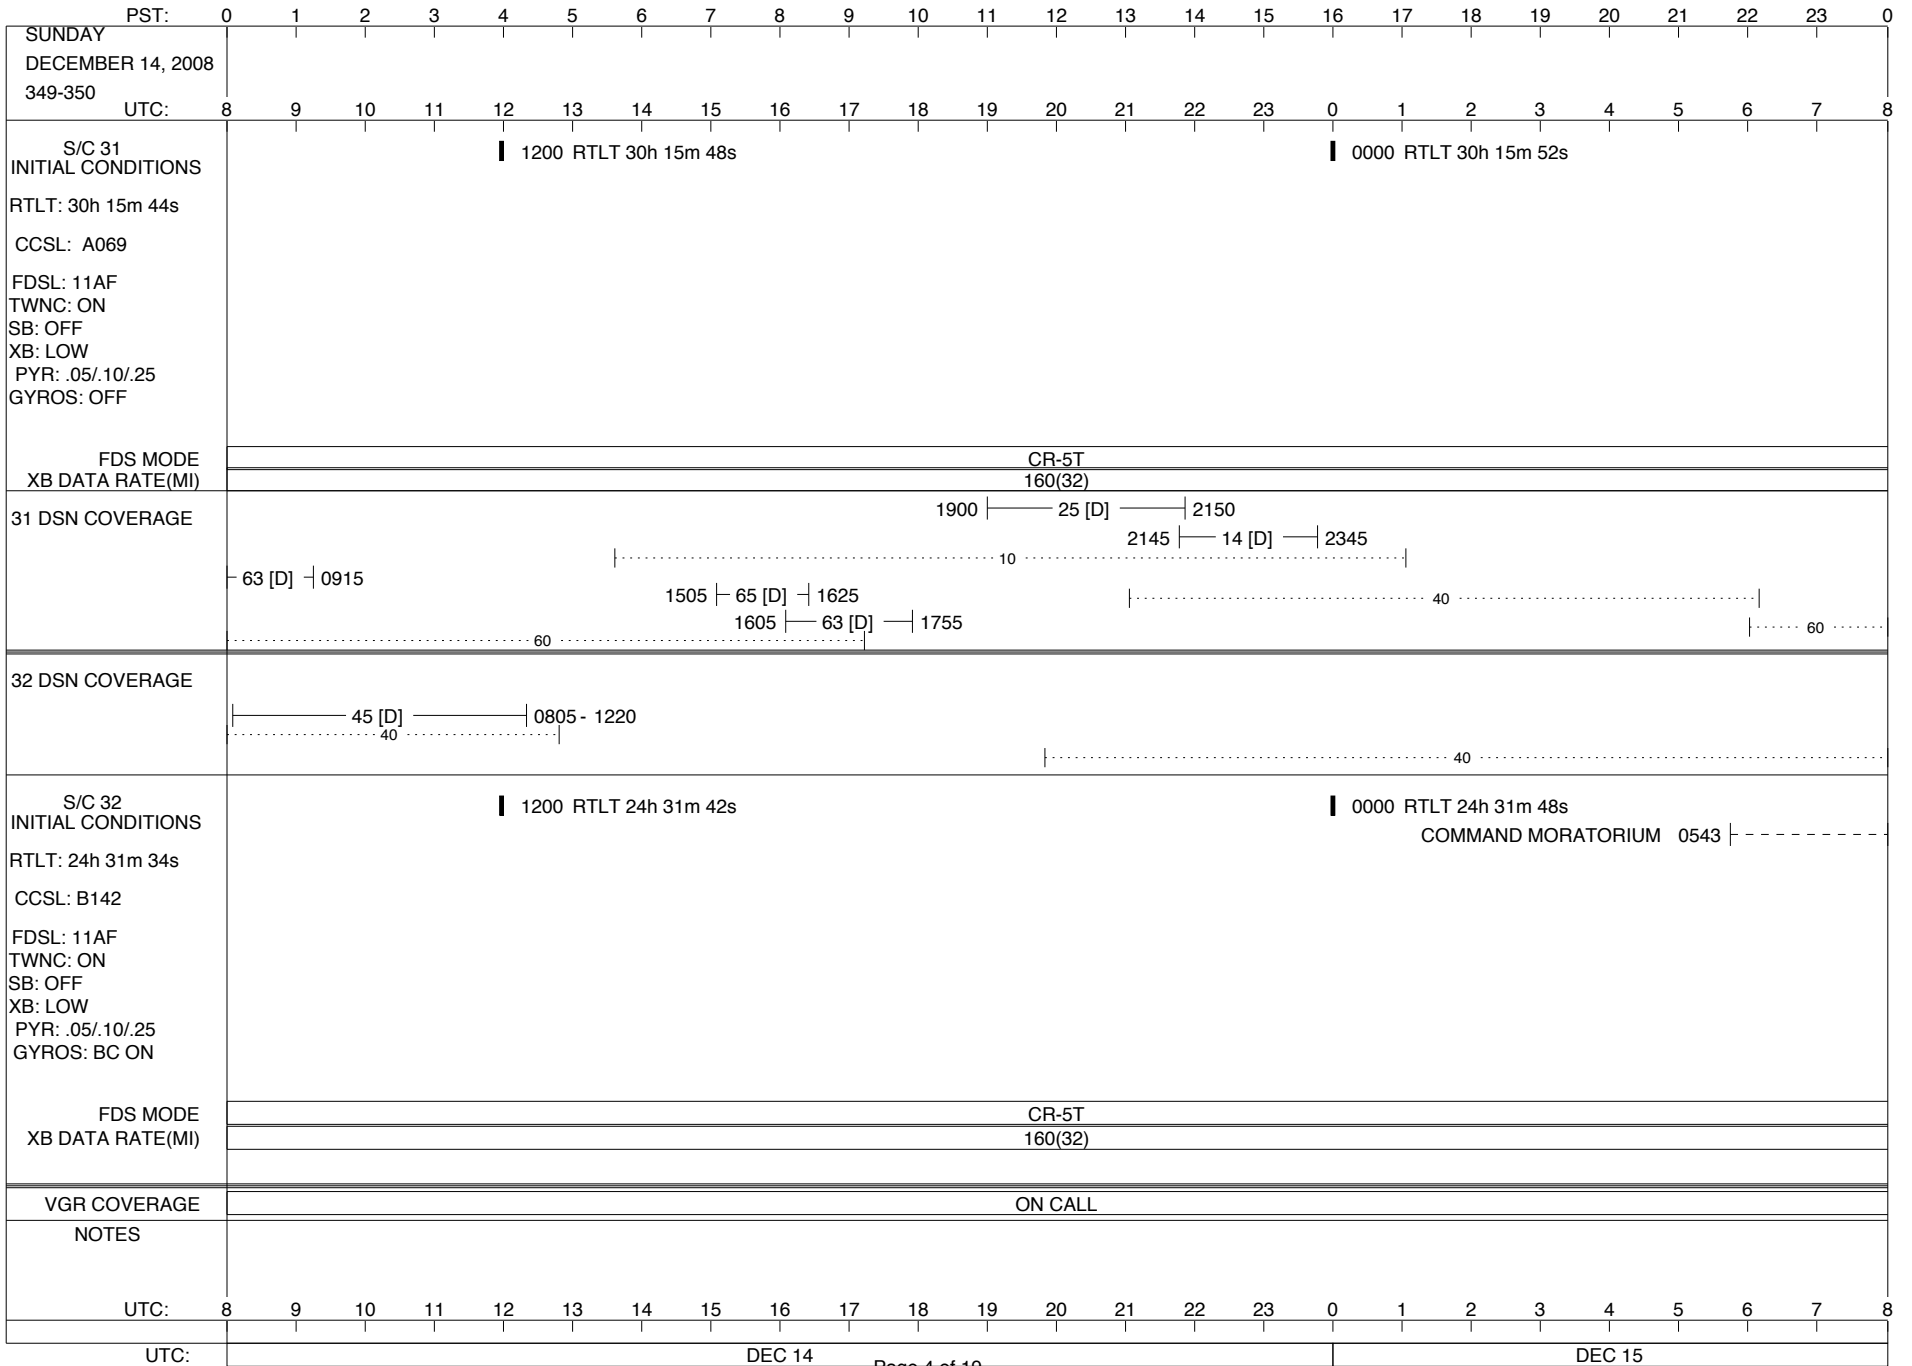 PST: 0 1 2 3 4 5 6 7 8 9 10 11 12 13 14 15 16 17 18 19 20 21 22 23 0
SUNDAY
DECEMBER 14, 2008
349-350
UTC: 8 9 10 11 12 13 14 15 16 17 18 19 20 21 22 23 0 1 2 3 4 5 6 7 8
S/C 31
INITIAL CONDITIONS
1200 RTLT 30h 15m 48s
0000 RTLT 30h 15m 52s
RTLT: 30h 15m 44s
CCSL: A069
FDSL: 11AF
TWNC: ON
SB: OFF
XB: LOW
PYR: .05/.10/.25
GYROS: OFF
FDS MODE CR-5T
XB DATA RATE(MI) 160(32)
31 DSN COVERAGE
1900 25 [D] 2150
2145 14 [D] 2345
10
63 [D] 0915
1505 65 [D] 1625
40
1605 63 [D] 1755
60
60
32 DSN COVERAGE
45 [D] 0805 - 1220
40
40
S/C 32
INITIAL CONDITIONS
1200 RTLT 24h 31m 42s
0000 RTLT 24h 31m 48s
COMMAND MORATORIUM 0543
RTLT: 24h 31m 34s
CCSL: B142
FDSL: 11AF
TWNC: ON
SB: OFF
XB: LOW
PYR: .05/.10/.25
GYROS: BC ON
FDS MODE CR-5T
XB DATA RATE(MI) 160(32)
VGR COVERAGE ON CALL
NOTES
UTC: 8 9 10 11 12 13 14 15 16 17 18 19 20 21 22 23 0 1 2 3 4 5 6 7 8
UTC: DEC 14 DEC 15
Page 4 of 19